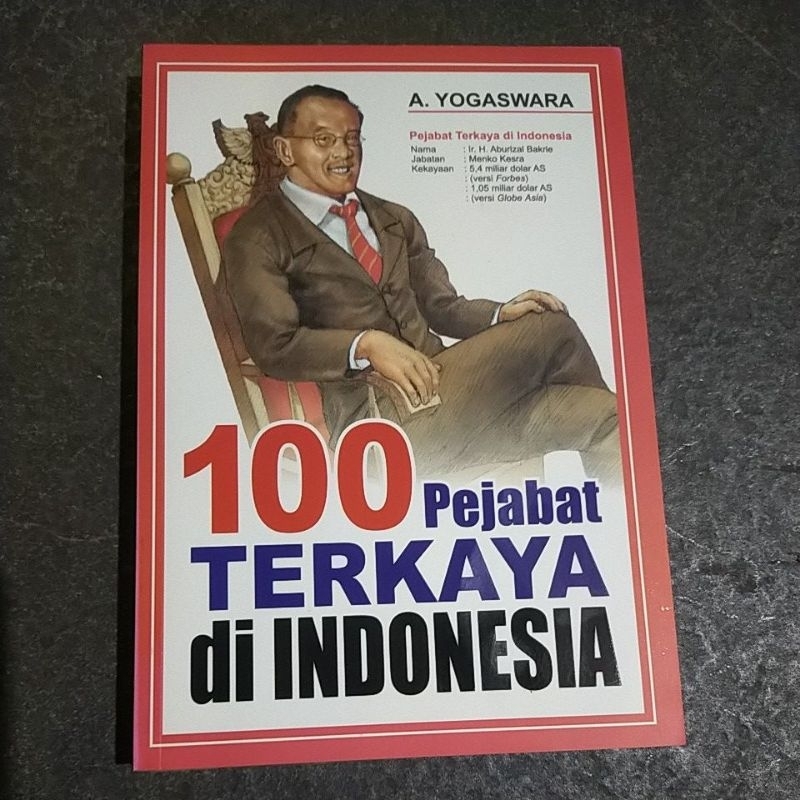 A. YOGASWARA
Pejabat Terkaya di Indonesia
Nama : Ir. H. Aburizal Bakrie
Jabatan : Menko Kesra
Kekayaan : 5,4 miliar dolar AS
: (versi Forbes)
: 1,05 miliar dolar AS
: (versi Globe Asia)
100 Pejabat
TERKAYA
di INDONESIA